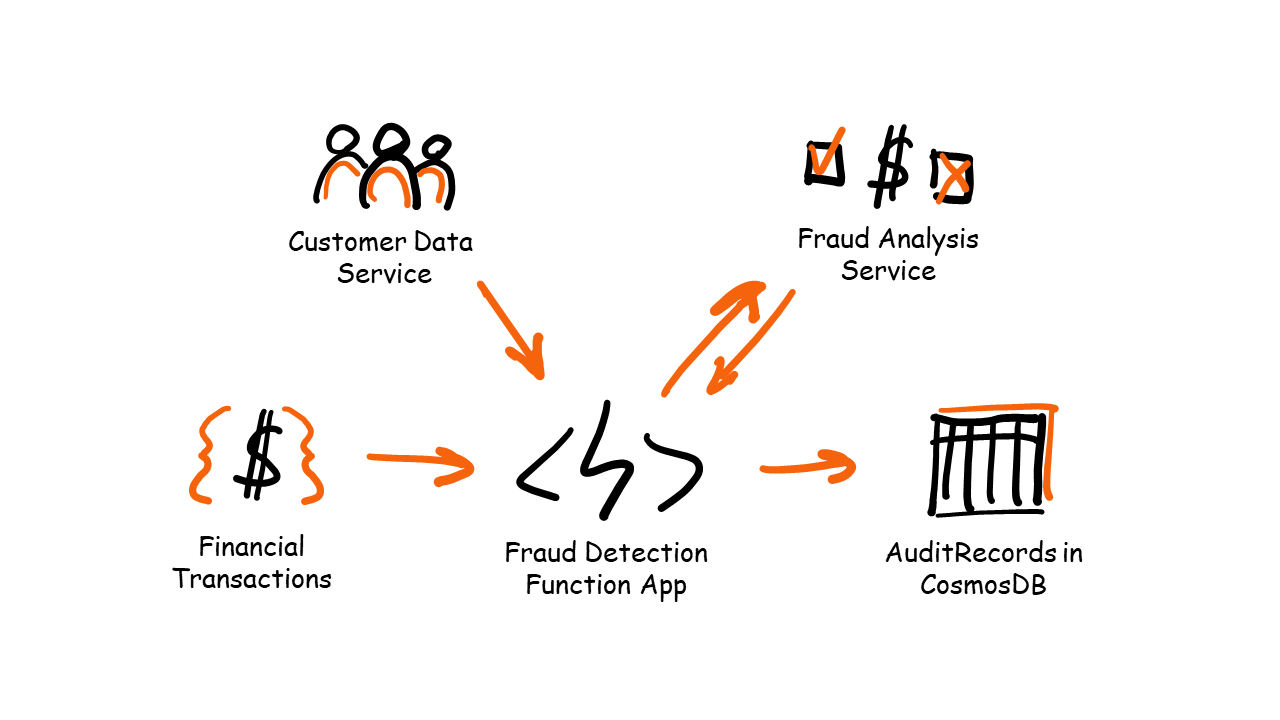 Customer Data
Service
Fraud Analysis
Service
$
$
Financial
Transactions
Fraud Detection
Function App
AuditRecords in
CosmosDB